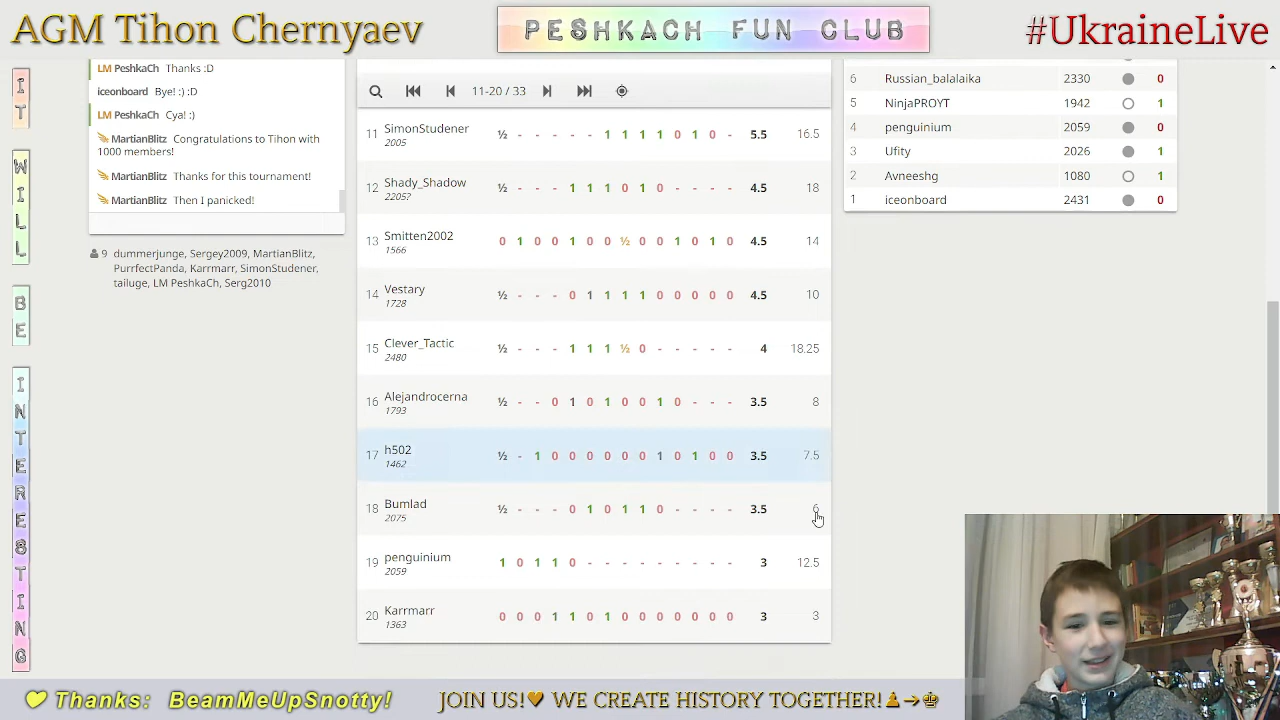 AGM Tihon Chernyaev
PESHKACH FUN CLUB
#UkraineLive
IT
WILL
BE
INTERESTING
LM PeshkaCh Thanks :D
iceonboard Bye! :) :D
LM PeshkaCh Cya! :)
MartianBlitz Congratulations to Tihon with
1000 members!
MartianBlitz Thanks for this tournament!
MartianBlitz Then I panicked!
9 dummerjunge, Sergey2009, MartianBlitz,
PurrfectPanda, Karrmarr, SimonStudener,
tailuge, LM PeshkaCh, Serg2010
11-20 / 33
11 SimonStudener 2005 ½ - - - - - 1 1 1 1 0 1 0 - 5.5 16.5
12 Shady_Shadow 2205? ½ - - - 1 1 1 0 1 0 - - - - 4.5 18
13 Smitten2002 1566 0 1 0 0 1 0 0 ½ 0 0 1 0 1 0 4.5 14
14 Vestary 1728 ½ - - - 0 1 1 1 1 0 0 0 0 0 4.5 10
15 Clever_Tactic 2480 ½ - - - 1 1 1 ½ 0 - - - - - 4 18.25
16 Alejandrocerna 1793 ½ - - 0 1 0 1 0 0 1 0 - - - 3.5 8
17 h502 1462 ½ - 1 0 0 0 0 0 0 1 0 1 0 0 3.5 7.5
18 Bumlad 2075 ½ - - - 0 1 0 1 1 0 - - - - 3.5 6
19 penguinium 2059 1 0 1 1 0 - - - - - - - - - 3 12.5
20 Karrmarr 1363 0 0 0 1 1 0 1 0 0 0 0 0 0 0 3 3
6 Russian_balalaika 2330 0
5 NinjaPROYT 1942 1
4 penguinium 2059 0
3 Ufity 2026 1
2 Avneeshg 1080 1
1 iceonboard 2431 0
Thanks: BeamMeUpSnotty!
JOIN US! WE CREATE HISTORY TOGETHER!